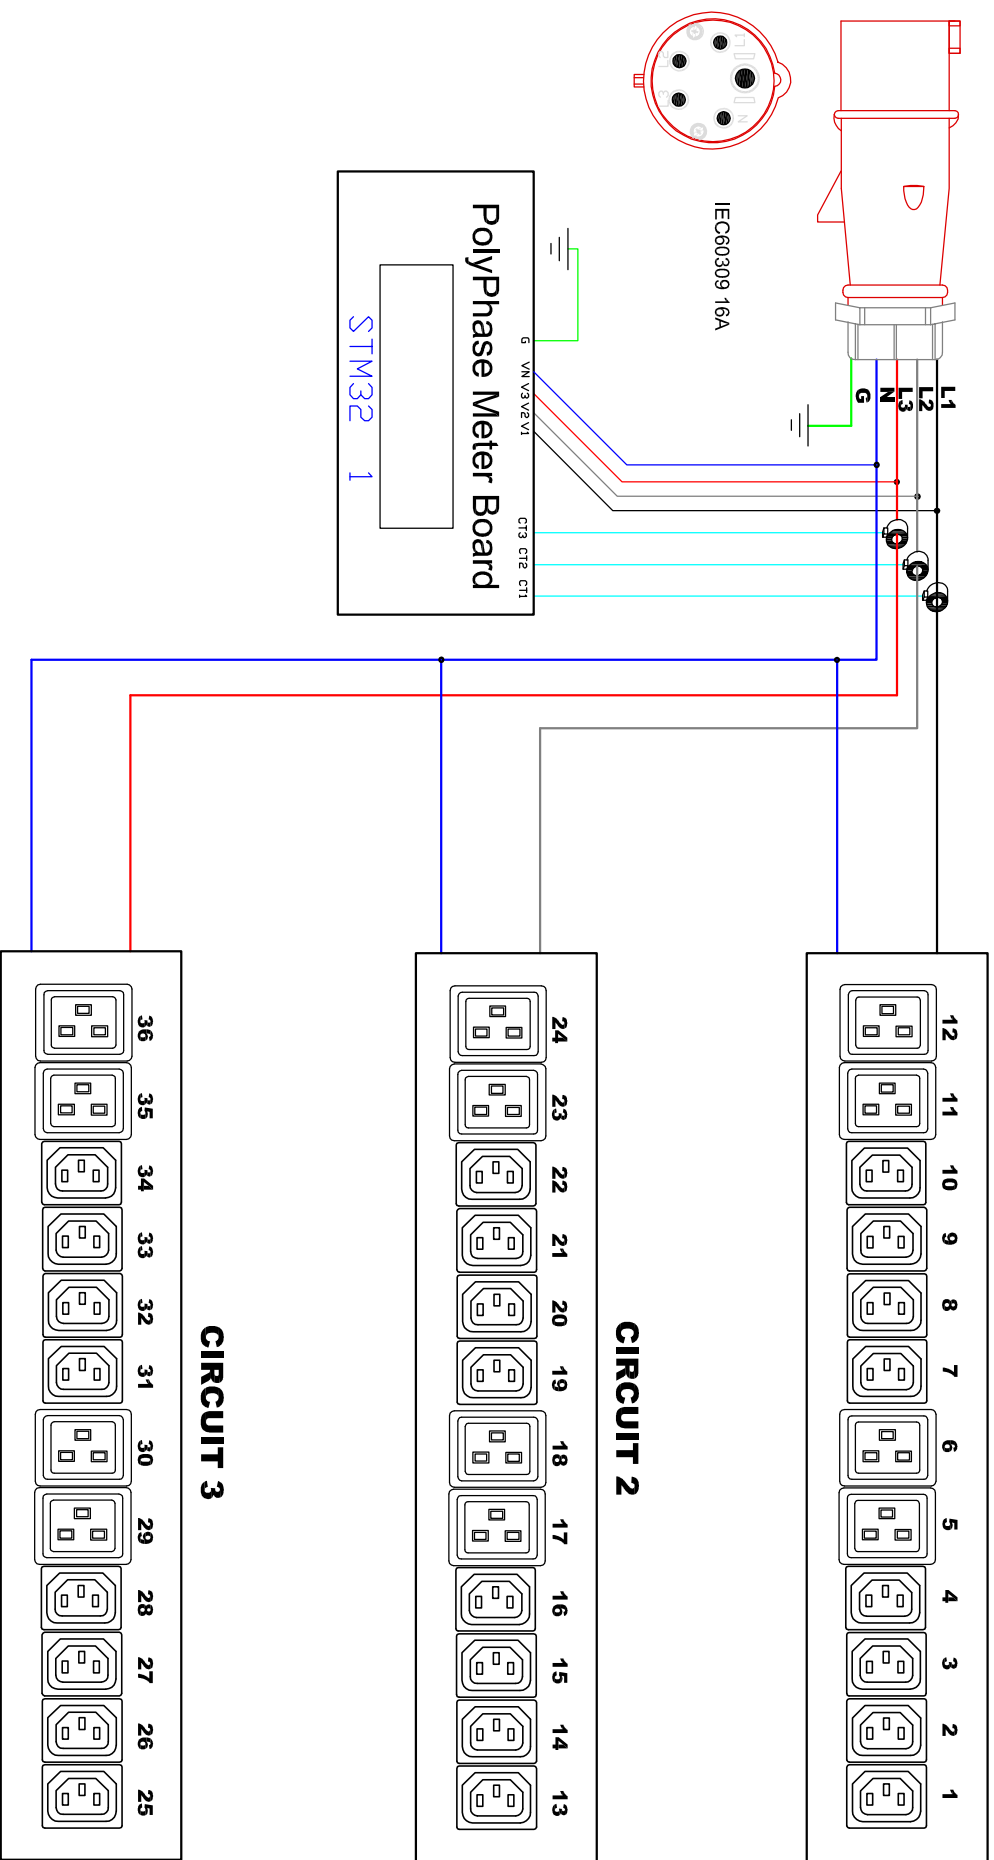 IEC60309 16A
L1
L2
L3
N
L1
L2
L3
N
G
PolyPhase Meter Board
STM32 1
G
VN V3 V2 V1
CT3 CT2 CT1
12 11 10 9 8 7 6 5 4 3 2 1
CIRCUIT 2
24 23 22 21 20 19 18 17 16 15 14 13
CIRCUIT 3
36 35 34 33 32 31 30 29 28 27 26 25